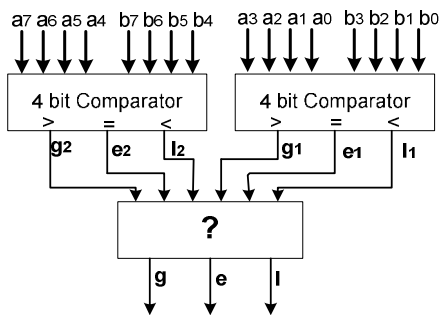 a7 a6 a5 a4 b7 b6 b5 b4 a3 a2 a1 a0 b3 b2 b1 b0
4 bit Comparator 4 bit Comparator
> = < > = <
g2 e2 l2 g1 e1 l1
?
g e l